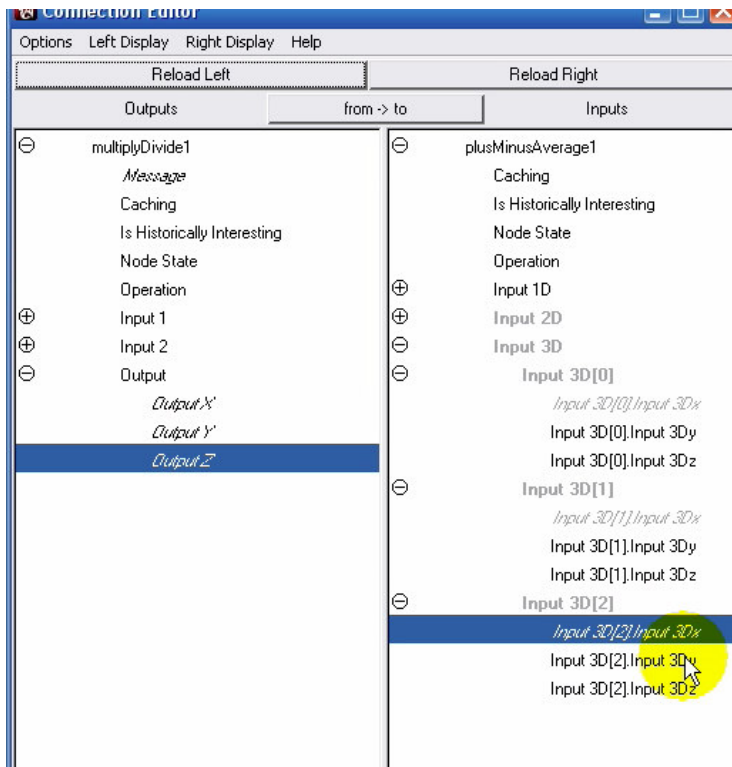 Connection Editor
Options Left Display Right Display Help
Reload Left Reload Right
Outputs from -> to Inputs
multiplyDivide1
Message
Caching
Is Historically Interesting
Node State
Operation
Input 1
Input 2
Output
Output X
Output Y
Output Z
plusMinusAverage1
Caching
Is Historically Interesting
Node State
Operation
Input 1D
Input 2D
Input 3D
Input 3D[0]
Input 3D[0].Input 3Dx
Input 3D[0].Input 3Dy
Input 3D[0].Input 3Dz
Input 3D[1]
Input 3D[1].Input 3Dx
Input 3D[1].Input 3Dy
Input 3D[1].Input 3Dz
Input 3D[2]
Input 3D[2].Input 3Dx
Input 3D[2].Input 3Dy
Input 3D[2].Input 3Dz